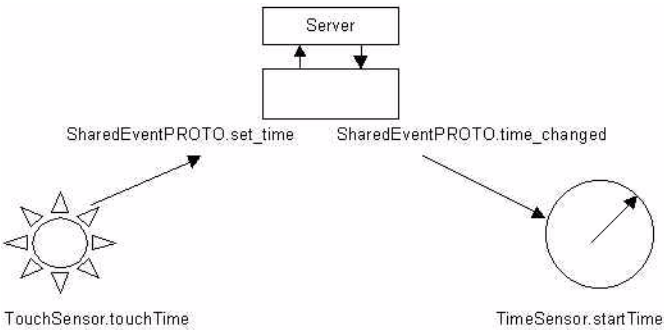 Server
SharedEventPROTO.set_time
SharedEventPROTO.time_changed
TouchSensor.touchTime
TimeSensor.startTime